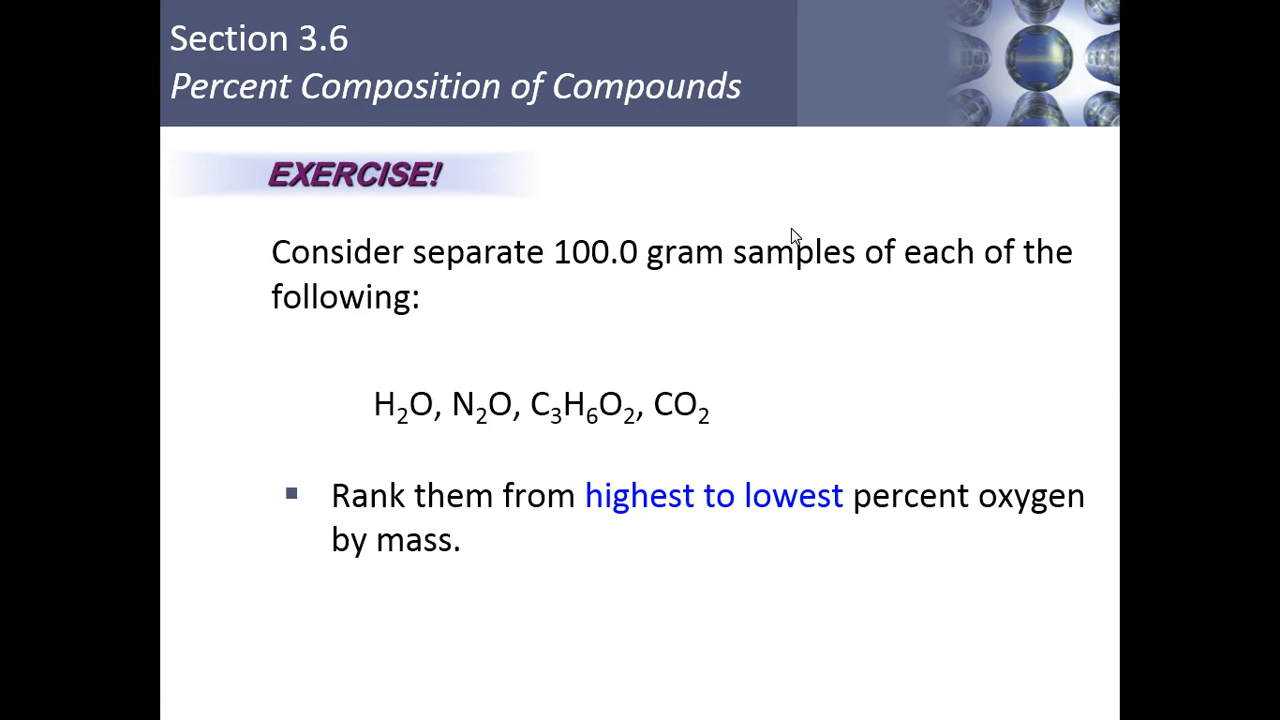 Section 3.6
Percent Composition of Compounds
EXERCISE!
Consider separate 100.0 gram samples of each of the
following:
H₂O, N₂O, C₃H₆O₂, CO₂
▪ Rank them from highest to lowest percent oxygen
by mass.